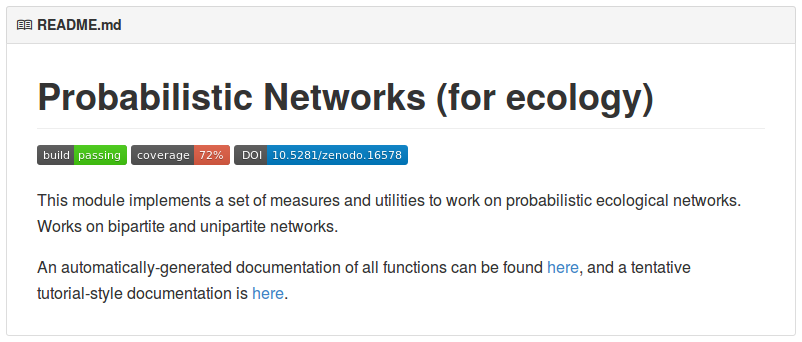 README.md
Probabilistic Networks (for ecology)
build passing coverage 72% DOI 10.5281/zenodo.16578
This module implements a set of measures and utilities to work on probabilistic ecological networks.
Works on bipartite and unipartite networks.
An automatically-generated documentation of all functions can be found here, and a tentative
tutorial-style documentation is here.